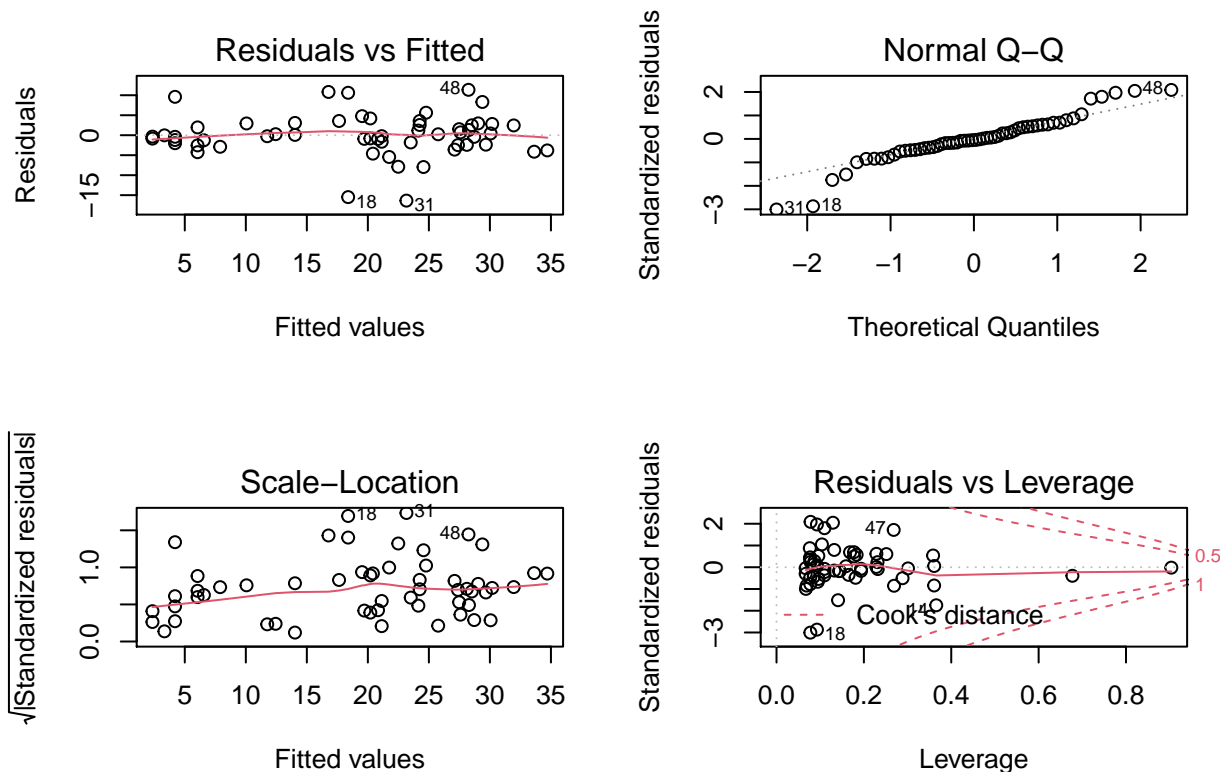 Residuals vs Fitted
Residuals
0
−15
48
18
31
5 10 15 20 25 30 35
Fitted values
Normal Q−Q
Standardized residuals
2
0
−3
48
31
18
−2 −1 0 1 2
Theoretical Quantiles
Scale−Location
√|Standardized residuals|
1.0
0.0
18
31
48
5 10 15 20 25 30 35
Fitted values
Residuals vs Leverage
Standardized residuals
2
0
−3
47
14
18
Cook's distance
0.5
1
0.0 0.2 0.4 0.6 0.8
Leverage